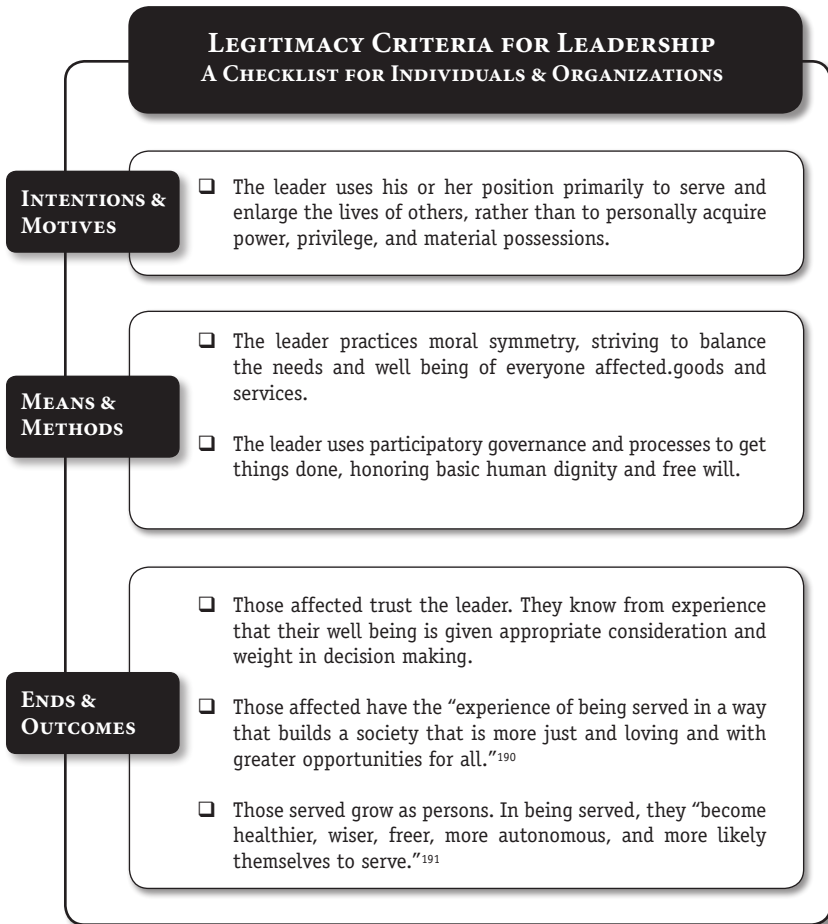 LEGITIMACY CRITERIA FOR LEADERSHIP
A CHECKLIST FOR INDIVIDUALS & ORGANIZATIONS
INTENTIONS &
MOTIVES
❑ The leader uses his or her position primarily to serve and
enlarge the lives of others, rather than to personally acquire
power, privilege, and material possessions.
MEANS &
METHODS
❑ The leader practices moral symmetry, striving to balance
the needs and well being of everyone affected.goods and
services.
❑ The leader uses participatory governance and processes to get
things done, honoring basic human dignity and free will.
ENDS &
OUTCOMES
❑ Those affected trust the leader. They know from experience
that their well being is given appropriate consideration and
weight in decision making.
❑ Those affected have the “experience of being served in a way
that builds a society that is more just and loving and with
greater opportunities for all.”190
❑ Those served grow as persons. In being served, they “become
healthier, wiser, freer, more autonomous, and more likely
themselves to serve.”191